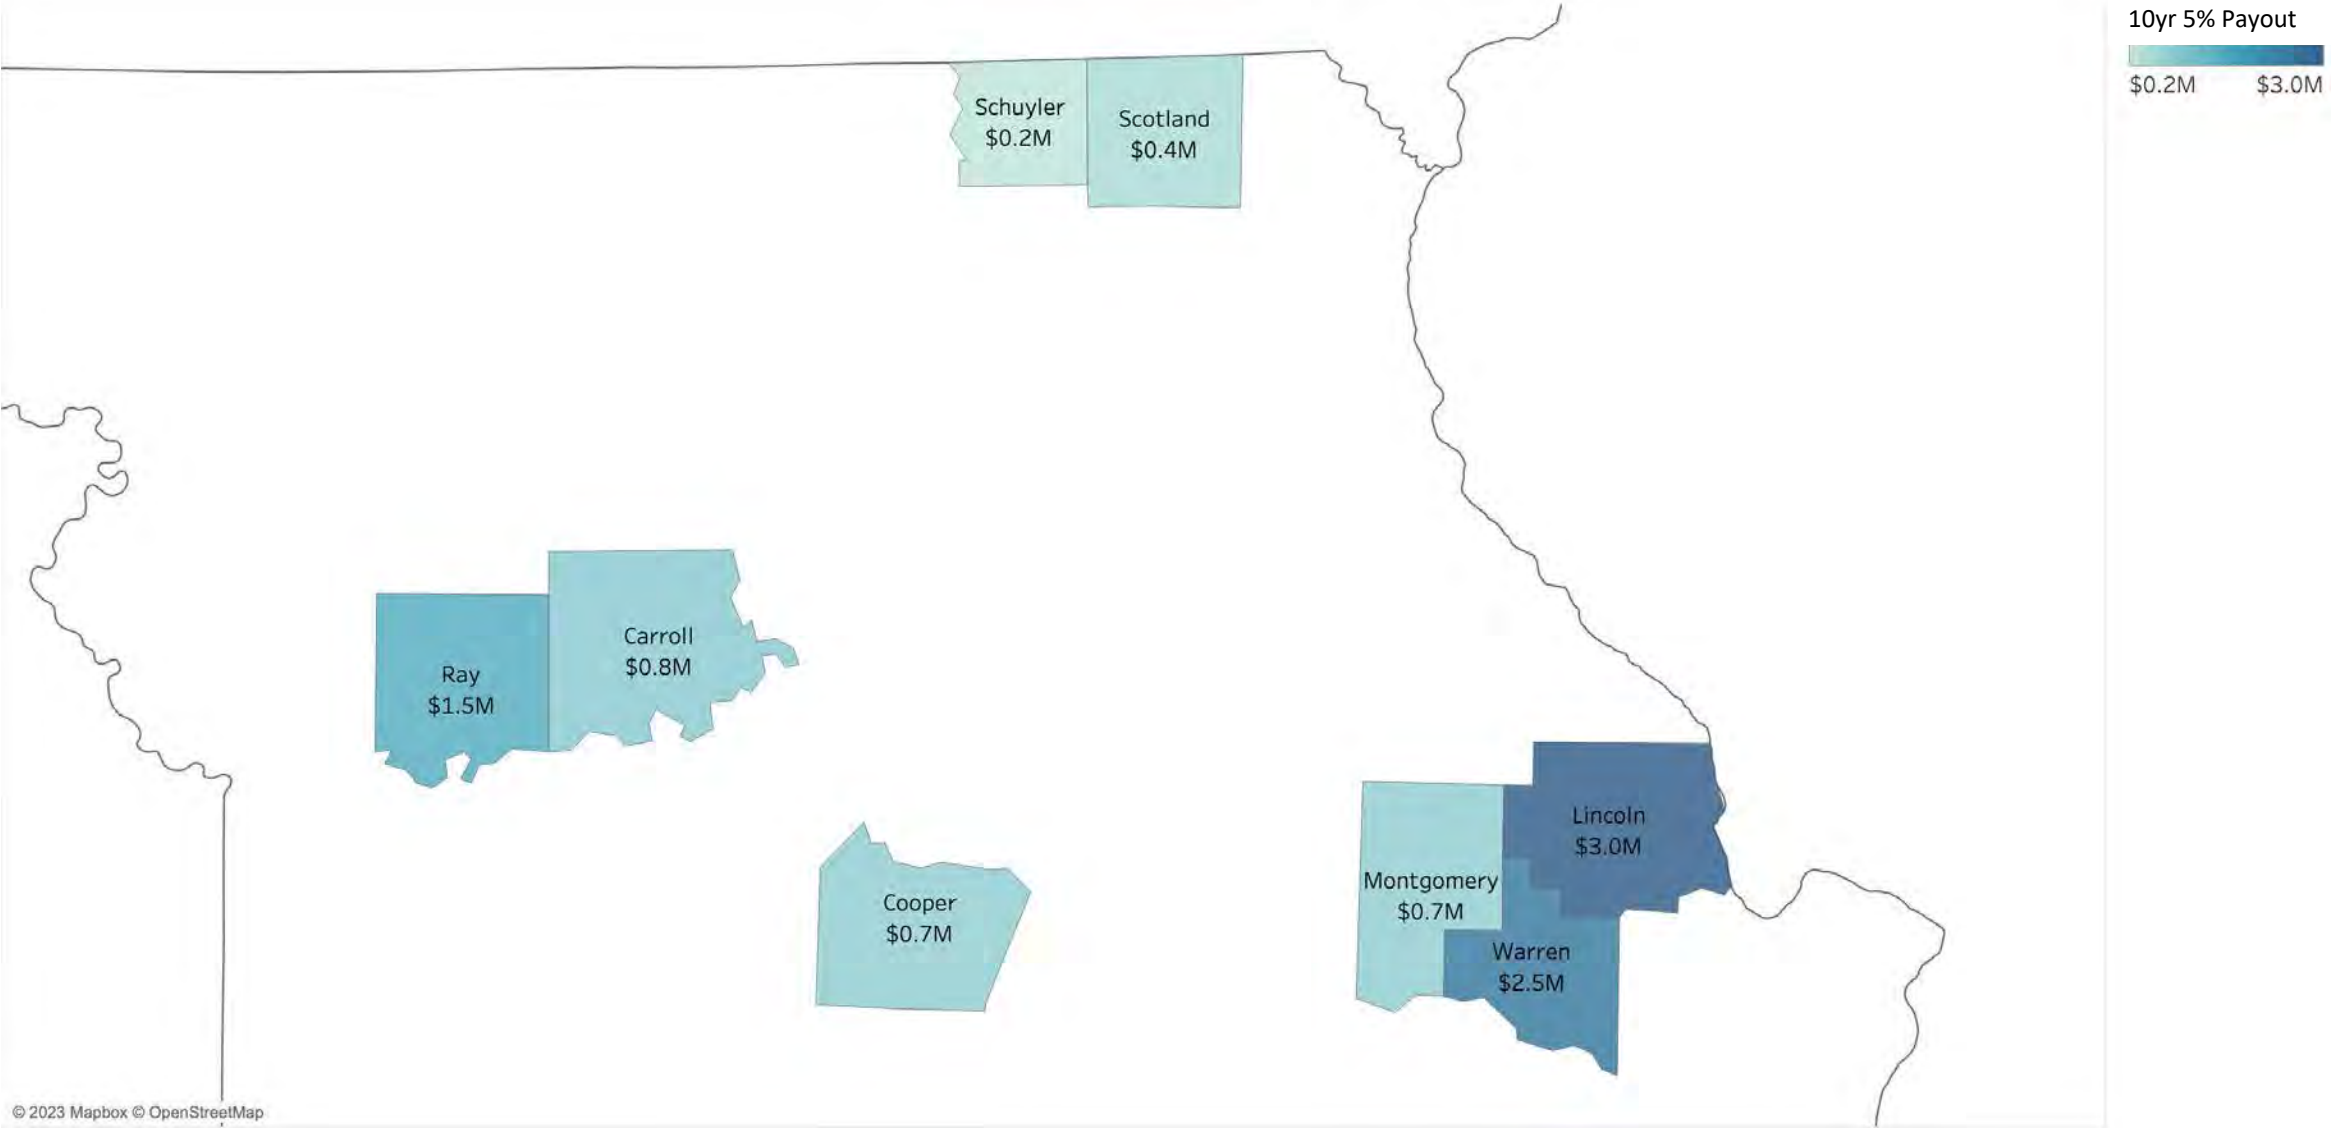 10yr 5% Payout
$0.2M $3.0M
Schuyler
$0.2M
Scotland
$0.4M
Carroll
$0.8M
Ray
$1.5M
Lincoln
$3.0M
Montgomery
$0.7M
Cooper
$0.7M
Warren
$2.5M
© 2023 Mapbox © OpenStreetMap